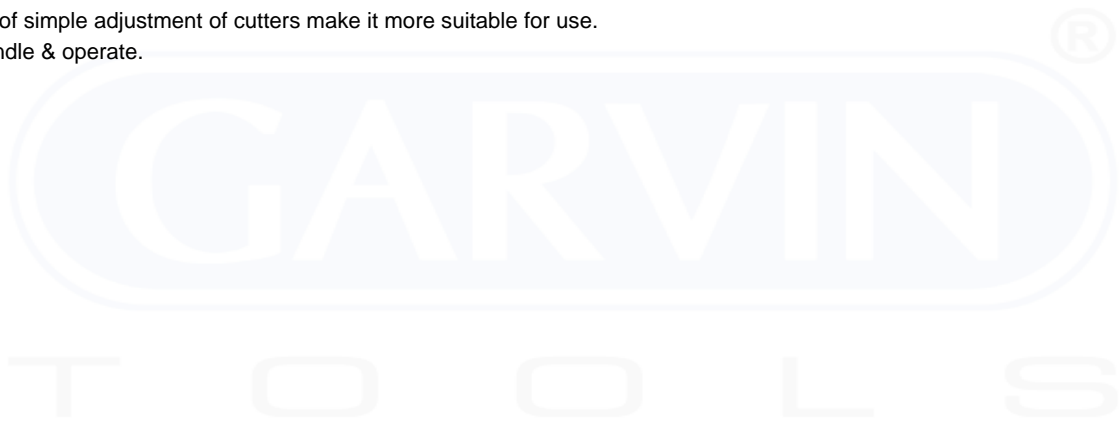 of simple adjustment of cutters make it more suitable for use.
ndle & operate.
®
GARVIN
TOOLS